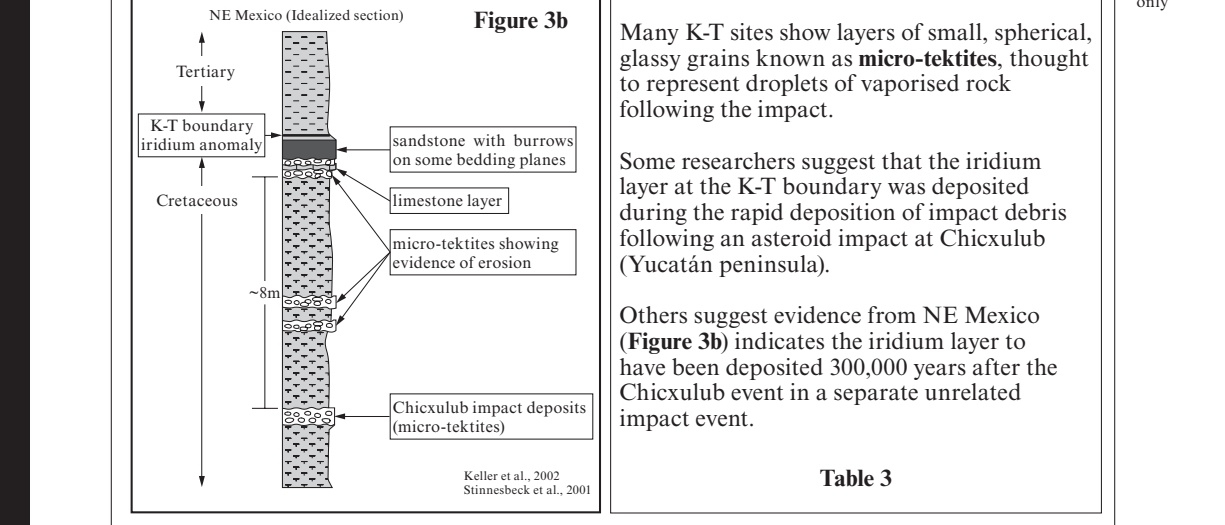 NE Mexico (Idealized section)
Figure 3b
Tertiary
K-T boundary
iridium anomaly
sandstone with burrows
on some bedding planes
Cretaceous
limestone layer
micro-tektites showing
evidence of erosion
~8m
Chicxulub impact deposits
(micro-tektites)
Keller et al., 2002
Stinnesbeck et al., 2001
Many K-T sites show layers of small, spherical,
glassy grains known as micro-tektites, thought
to represent droplets of vaporised rock
following the impact.
Some researchers suggest that the iridium
layer at the K-T boundary was deposited
during the rapid deposition of impact debris
following an asteroid impact at Chicxulub
(Yucatán peninsula).
Others suggest evidence from NE Mexico
(Figure 3b) indicates the iridium layer to
have been deposited 300,000 years after the
Chicxulub event in a separate unrelated
impact event.
Table 3
only